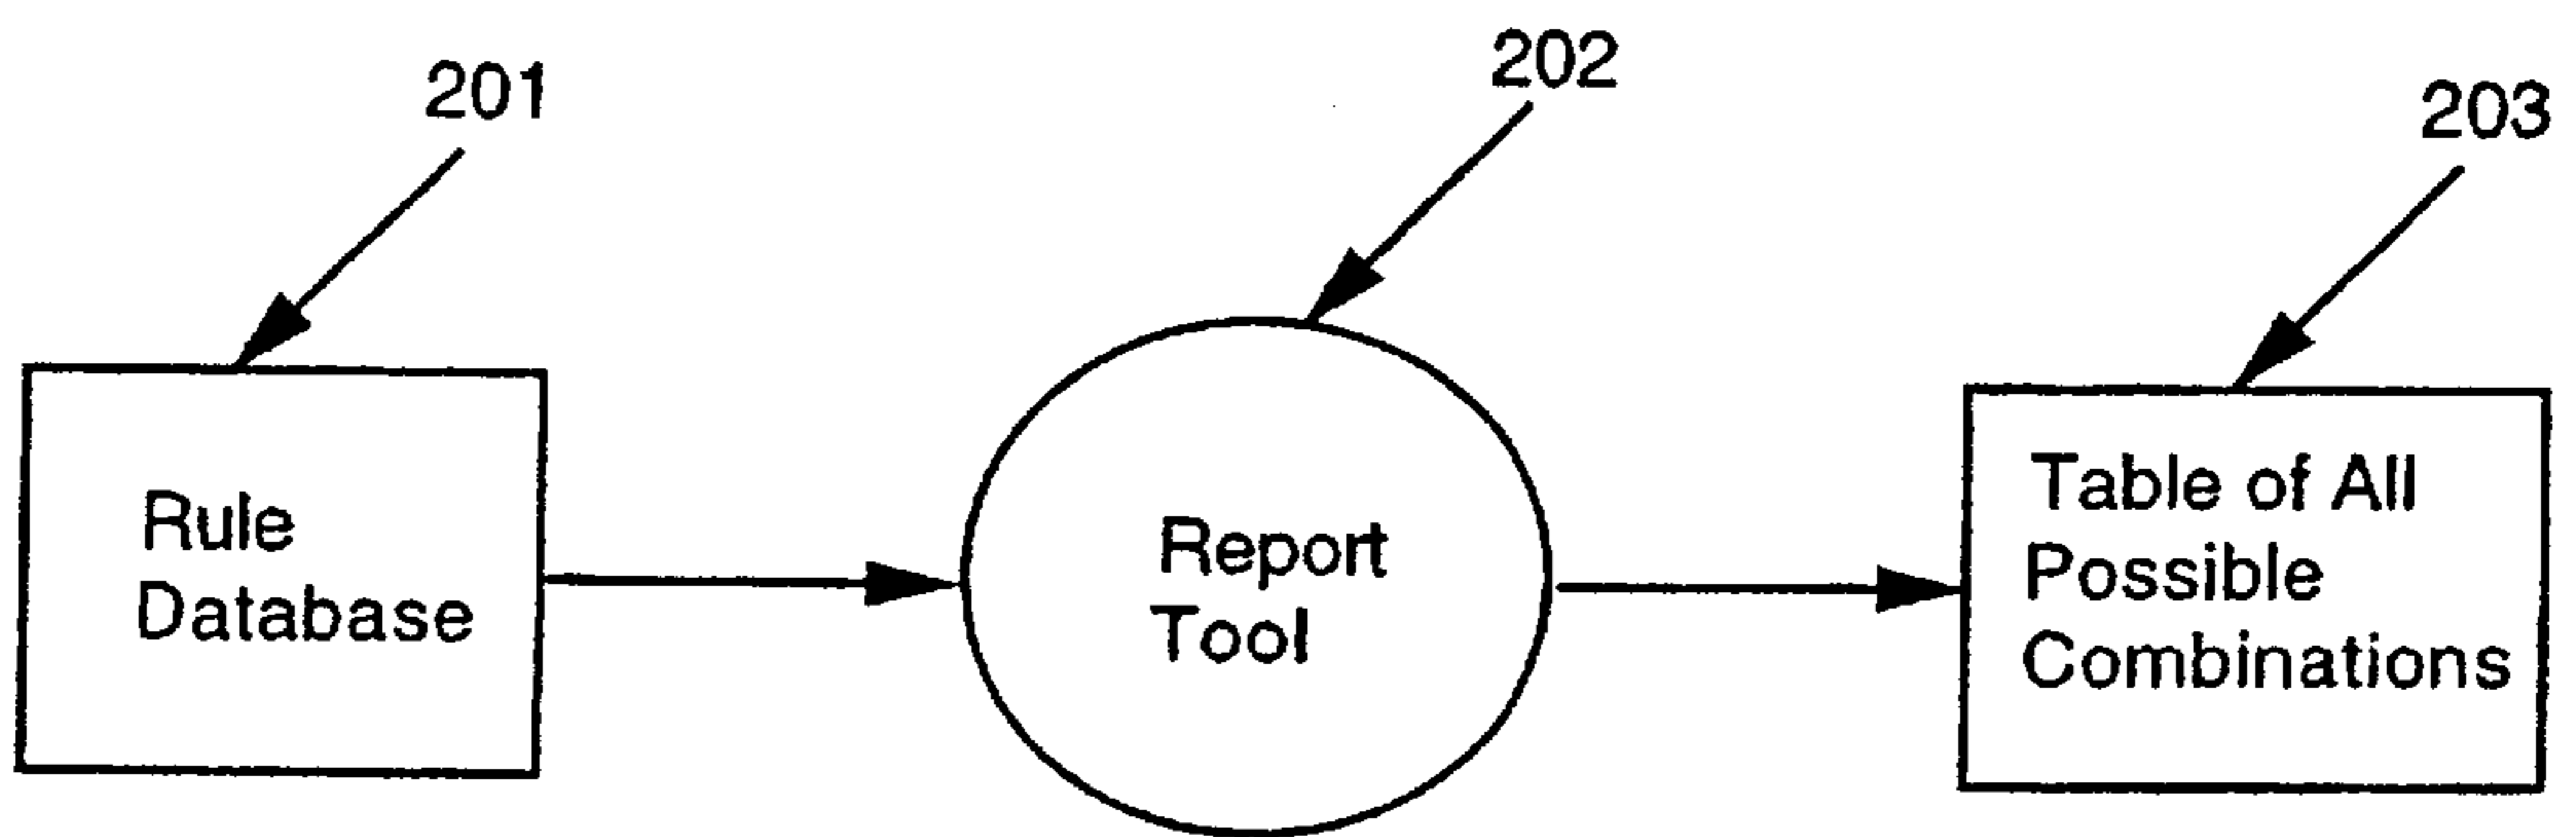 201
202
203
Rule
Database
Report
Tool
Table of All
Possible
Combinations